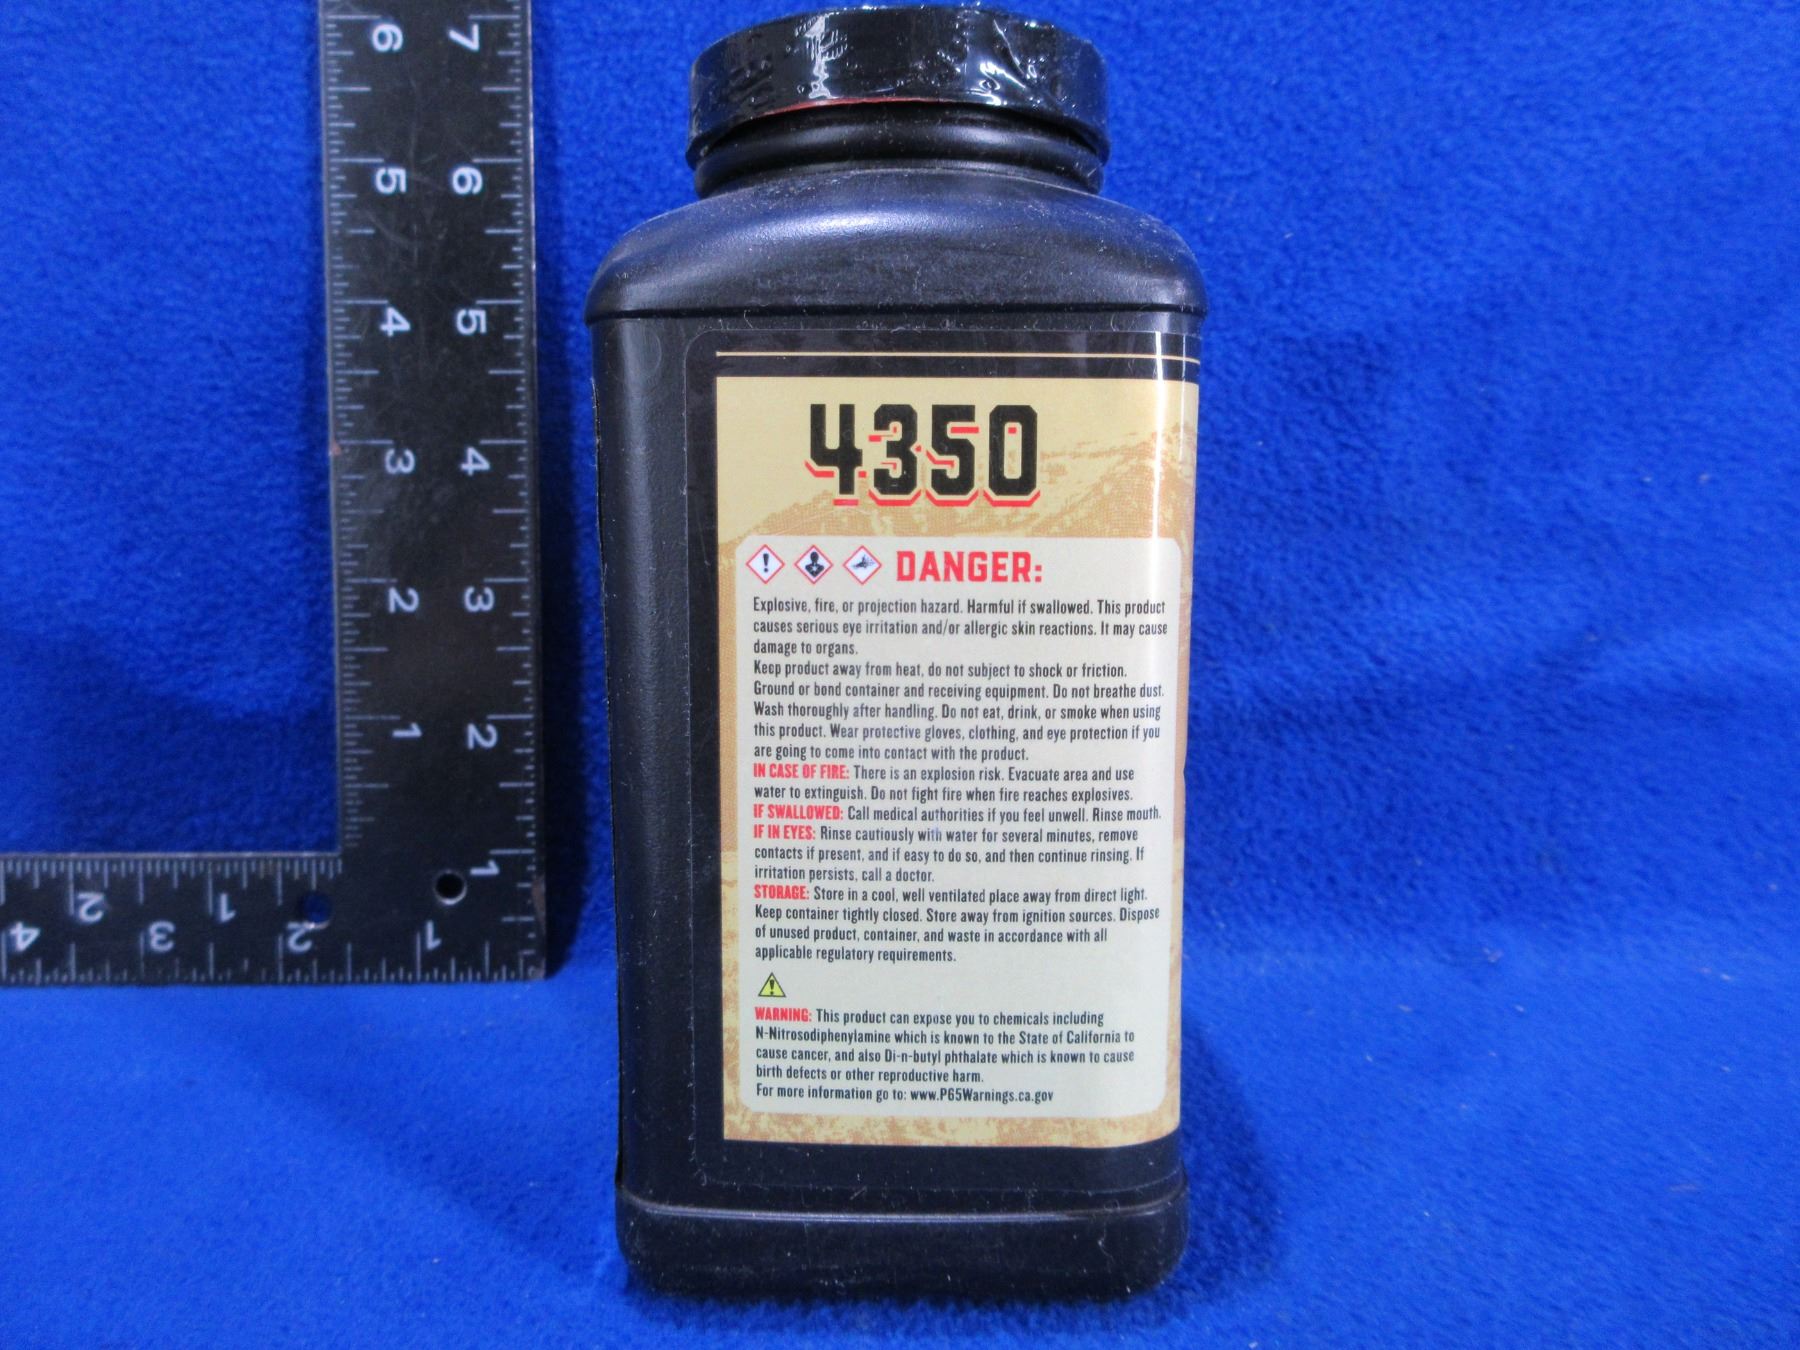 6 7
5 6
4 5
3 4
2 3
1 2
1
2 1
4 3 2 1
4350
DANGER:
Explosive, fire, or projection hazard. Harmful if swallowed. This product
causes serious eye irritation and/or allergic skin reactions. It may cause
damage to organs.
Keep product away from heat, do not subject to shock or friction.
Ground or bond container and receiving equipment. Do not breathe dust.
Wash thoroughly after handling. Do not eat, drink, or smoke when using
this product. Wear protective gloves, clothing, and eye protection if you
are going to come into contact with the product.
IN CASE OF FIRE: There is an explosion risk. Evacuate area and use
water to extinguish. Do not fight fire when fire reaches explosives.
IF SWALLOWED: Call medical authorities if you feel unwell. Rinse mouth.
IF IN EYES: Rinse cautiously with water for several minutes, remove
contacts if present, and if easy to do so, and then continue rinsing. If
irritation persists, call a doctor.
STORAGE: Store in a cool, well ventilated place away from direct light.
Keep container tightly closed. Store away from ignition sources. Dispose
of unused product, container, and waste in accordance with all
applicable regulatory requirements.
WARNING: This product can expose you to chemicals including
N-Nitrosodiphenylamine which is known to the State of California to
cause cancer, and also Di-n-butyl phthalate which is known to cause
birth defects or other reproductive harm.
For more information go to: www.P65Warnings.ca.gov